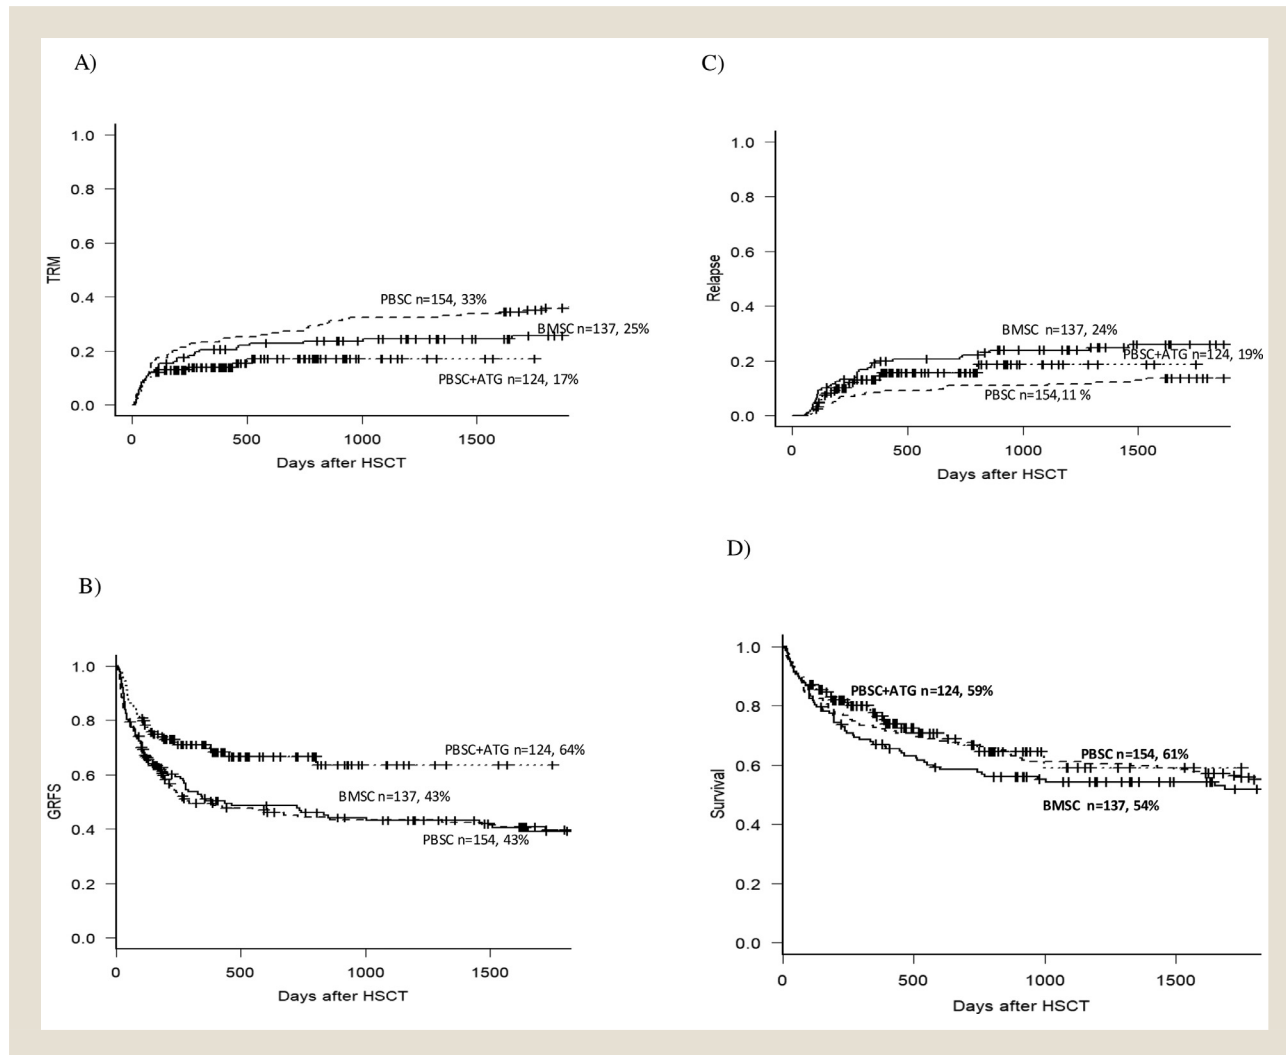 A)
1.0
0.8
0.6
0.4
0.2
0.0
TRM
PBSC n=154, 33%
BMSC n=137, 25%
PBSC+ATG n=124, 17%
0 500 1000 1500
Days after HSCT
C)
1.0
0.8
0.6
0.4
0.2
0.0
Relapse
BMSC n=137, 24%
PBSC+ATG n=124, 19%
PBSC n=154,11 %
0 500 1000 1500
Days after HSCT
B)
1.0
0.8
0.6
0.4
0.2
0.0
GRFS
PBSC+ATG n=124, 64%
BMSC n=137, 43%
PBSC n=154, 43%
0 500 1000 1500
Days after HSCT
D)
1.0
0.8
0.6
0.4
0.2
0.0
Survival
PBSC+ATG n=124, 59%
PBSC n=154, 61%
BMSC n=137, 54%
0 500 1000 1500
Days after HSCT